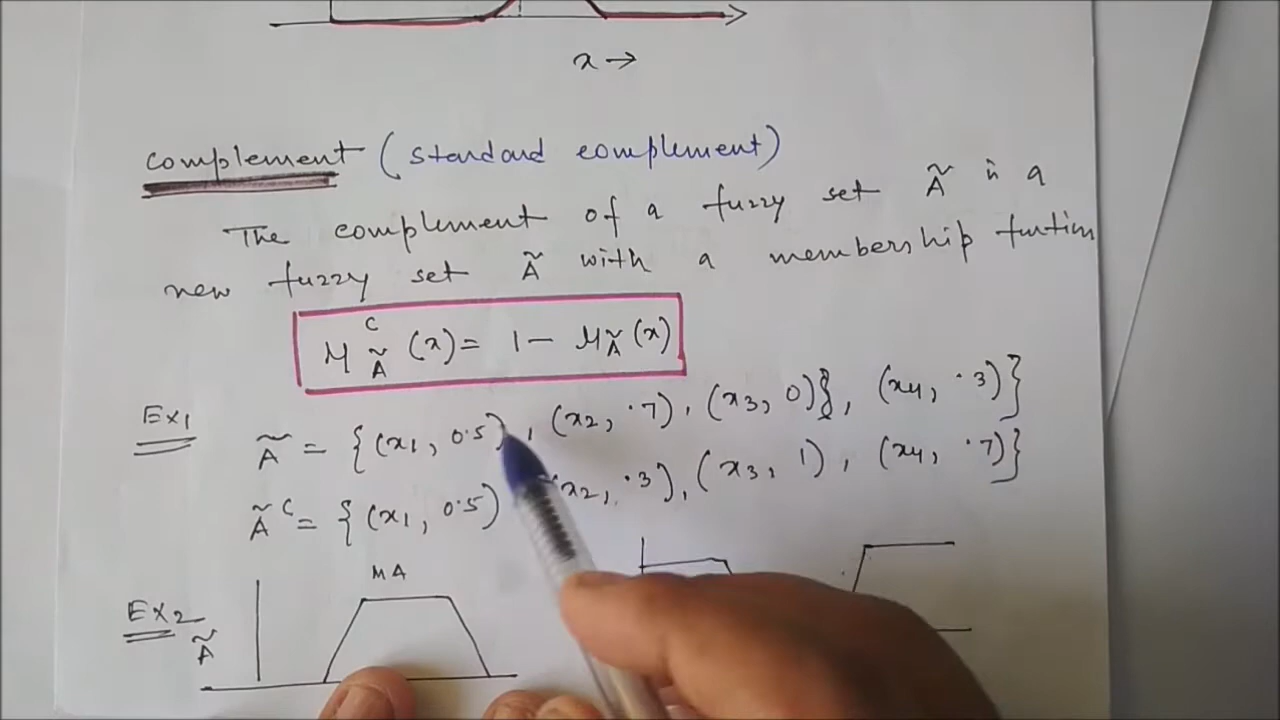 x →
Complement (standard complement)
The complement of a fuzzy set Ã is a
new fuzzy set Ã with a membership function
μ_Ã^C (x) = 1 - μ_Ã (x)
Ex1
Ã = {(x1, 0.5), (x2, .7), (x3, 0)}, (x4, .3)}
Ã^C = {(x1, 0.5) (x2, .3), (x3, 1), (x4, .7)}
MA
Ex2
Ã